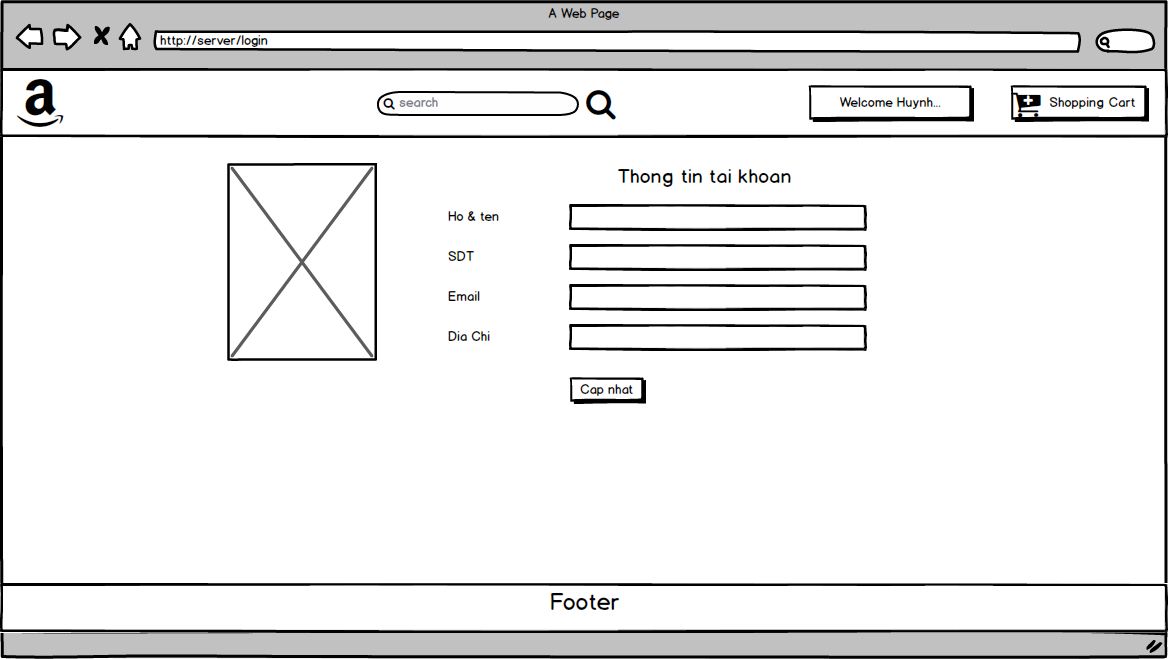 A Web Page
http://server/login
a
search
Welcome Huynh...
Shopping Cart
Thong tin tai khoan
Ho & ten
SDT
Email
Dia Chi
Cap nhat
Footer